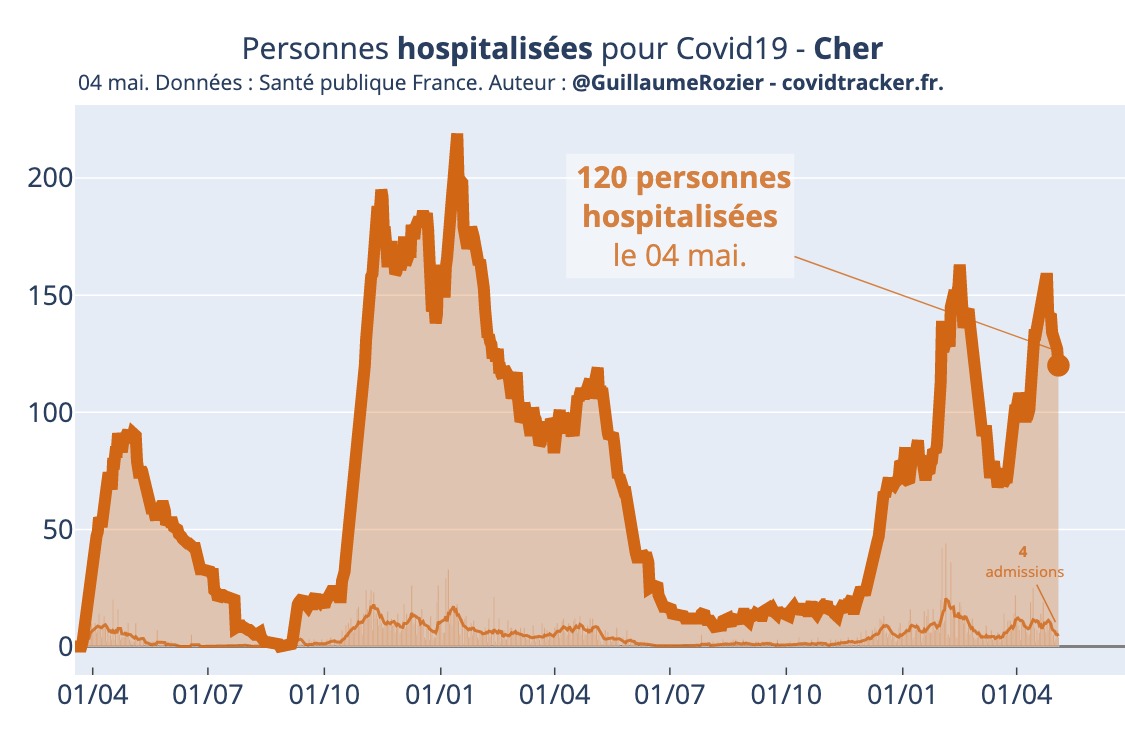 Personnes hospitalisées pour Covid19 - Cher
04 mai. Données : Santé publique France. Auteur : @GuillaumeRozier - covidtracker.fr.
200
150
100
50
0
120 personnes
hospitalisées
le 04 mai.
4
admissions
01/04
01/07
01/10
01/01
01/04
01/07
01/10
01/01
01/04